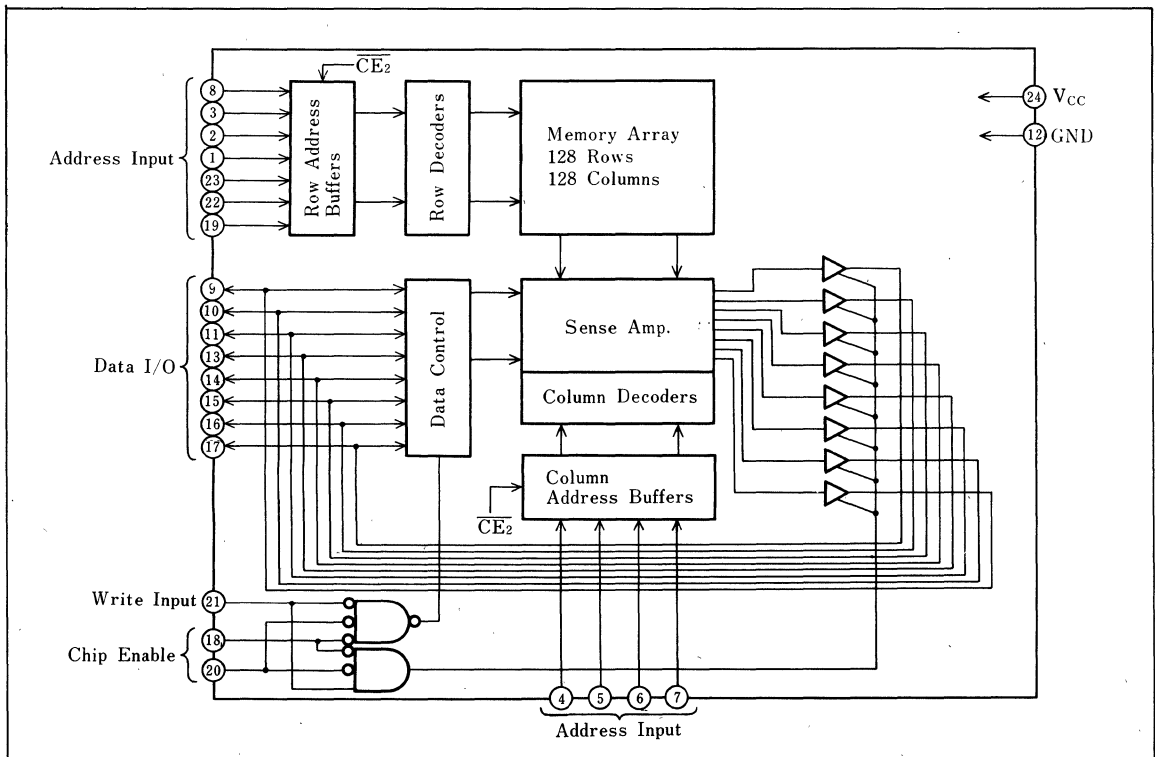 CE2
8
3
2
1
23
22
19
Address Input
Row Address
Buffers
Row Decoders
Memory Array
128 Rows
128 Columns
24 VCC
12 GND
9
10
11
13
14
15
16
17
Data I/O
Data Control
Sense Amp.
Column Decoders
Column
Address Buffers
CE2
Write Input 21
Chip Enable
18
20
4 5 6 7
Address Input